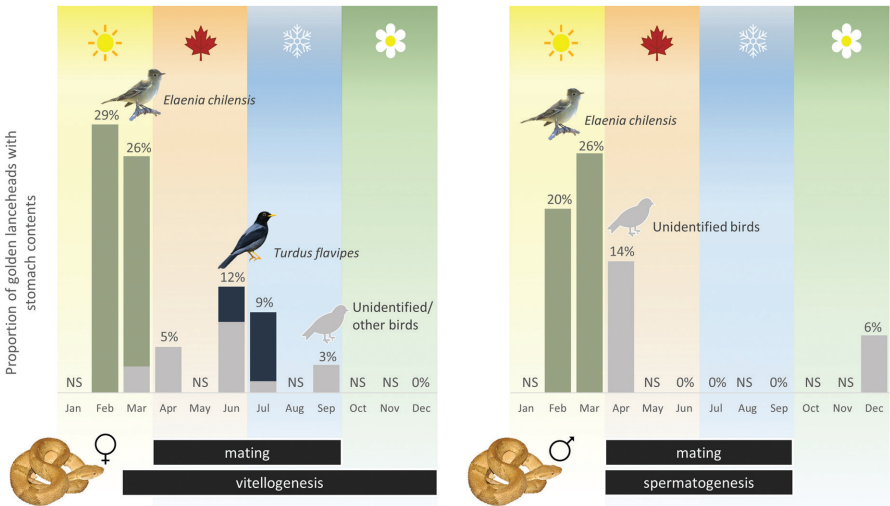 Proportion of golden lanceheads with
stomach contents
Elaenia chilensis
29%
26%
Turdus flavipes
12%
9%
Unidentified/
other birds
5%
3%
NS NS NS NS NS 0%
Jan Feb Mar Apr May Jun Jul Aug Sep Oct Nov Dec
♀
mating
vitellogenesis
Elaenia chilensis
26%
20%
Unidentified birds
14%
6%
NS NS 0% 0% NS 0% NS NS
Jan Feb Mar Apr May Jun Jul Aug Sep Oct Nov Dec
♂
mating
spermatogenesis